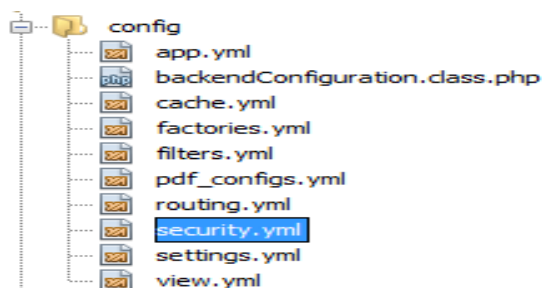 config
app.yml
php backendConfiguration.class.php
cache.yml
factories.yml
filters.yml
pdf_configs.yml
routing.yml
security.yml
settings.yml
view.yml